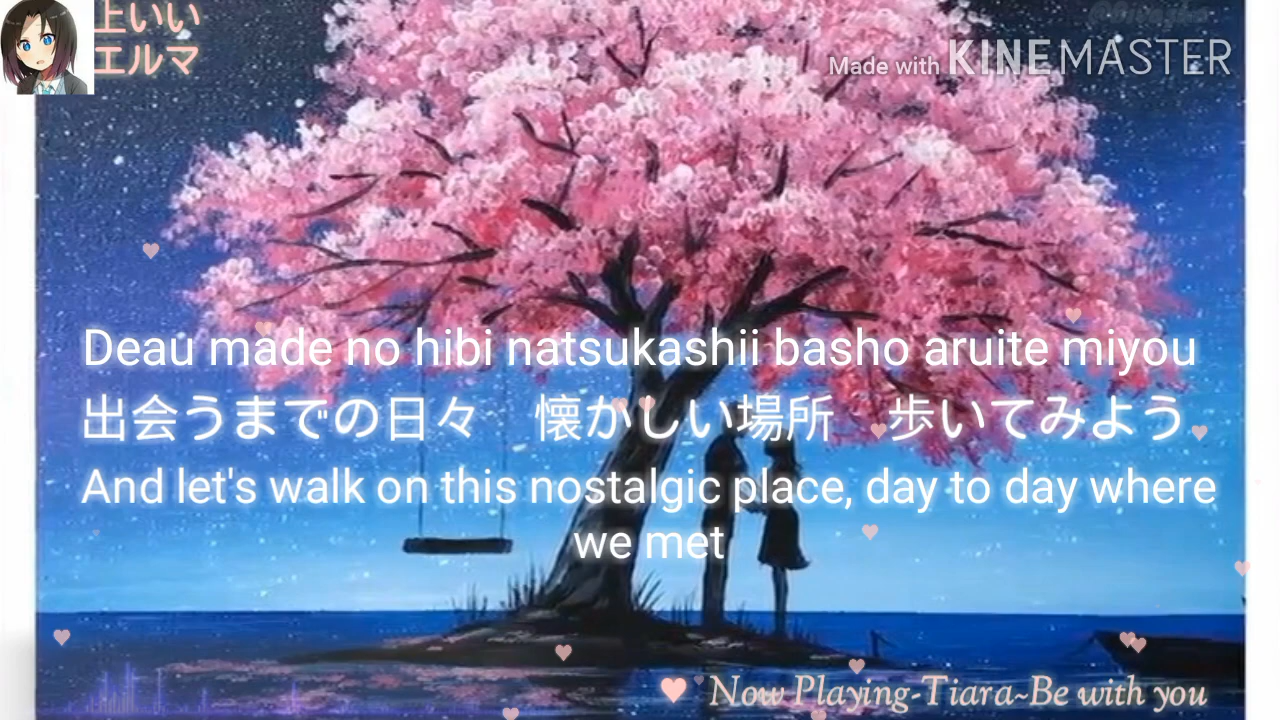 上いい
エルマ
Made with KINEMASTER
Deau made no hibi natsukashii basho aruite miyou
出会うまでの日々　懐かしい場所　歩いてみよう
And let's walk on this nostalgic place, day to day where
we met
Now Playing-Tiara~Be with you